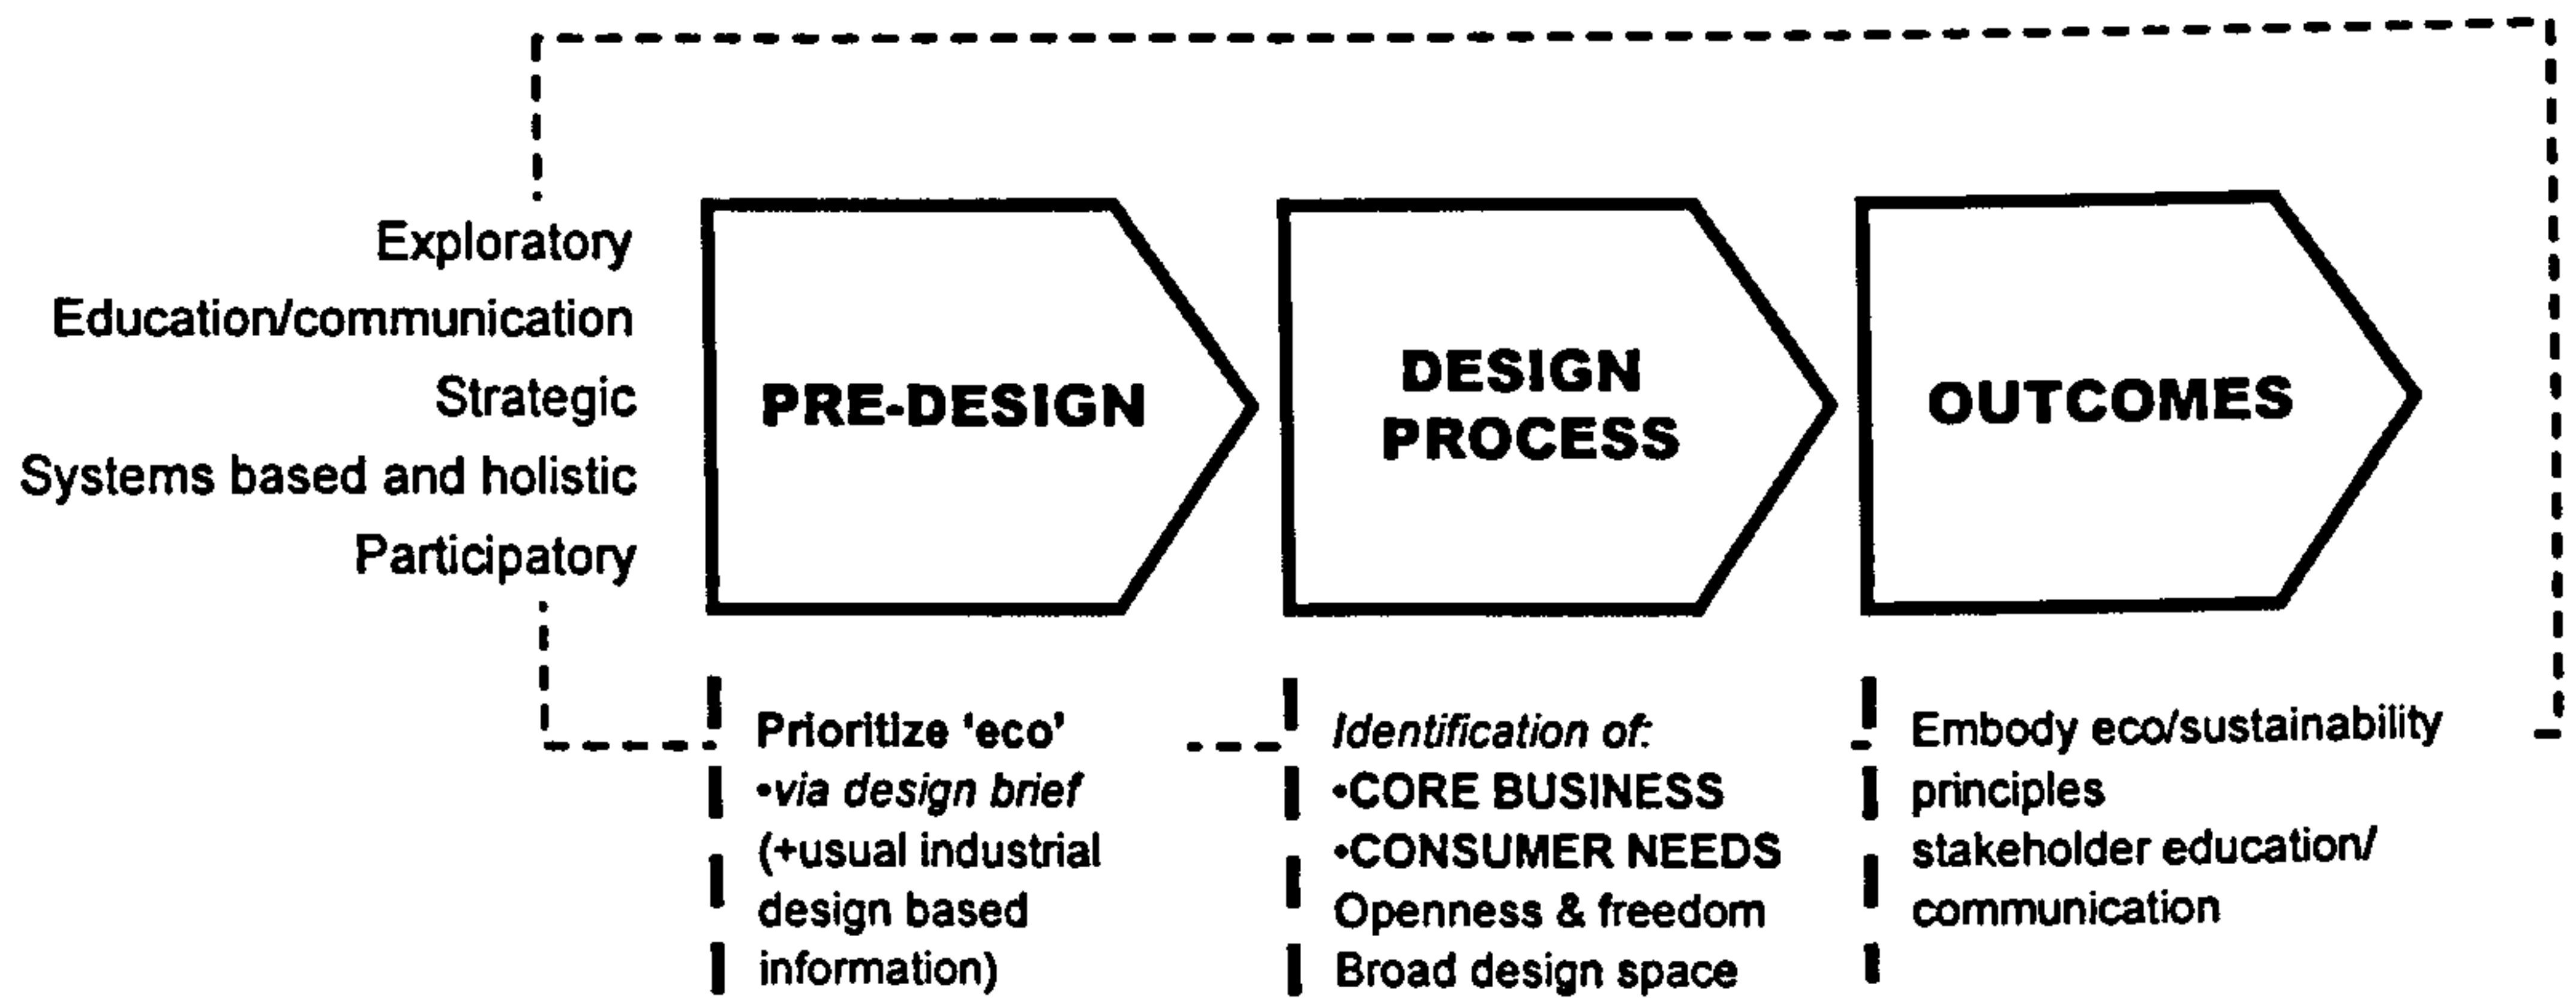 Exploratory
Education/communication
Strategic
Systems based and holistic
Participatory
PRE-DESIGN
DESIGN
PROCESS
OUTCOMES
Prioritize 'eco'
•via design brief
(+usual industrial
design based
information)
Identification of:
•CORE BUSINESS
•CONSUMER NEEDS
Openness & freedom
Broad design space
Embody eco/sustainability
principles
stakeholder education/
communication